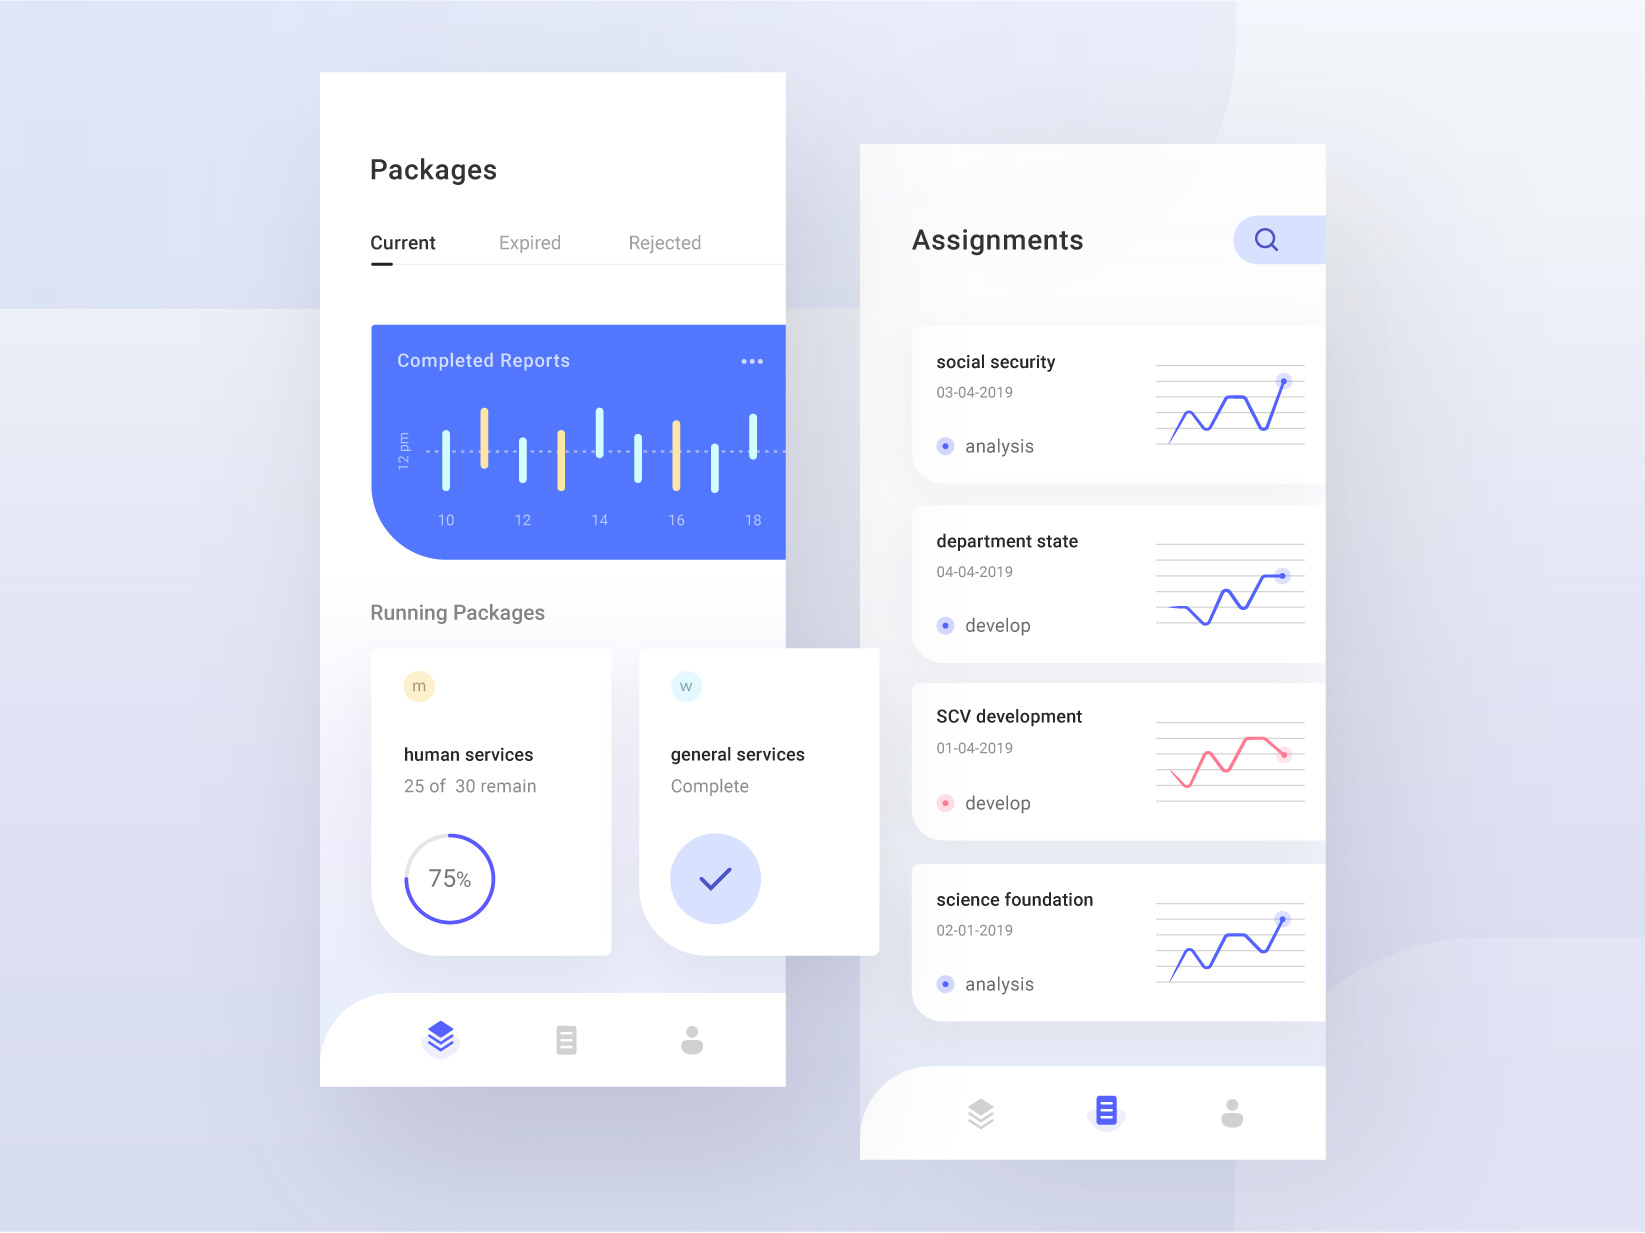 Packages
Current Expired Rejected
Completed Reports
12 pm
10 12 14 16 18
Running Packages
m
human services
25 of 30 remain
75%
w
general services
Complete
Assignments
social security
03-04-2019
analysis
department state
04-04-2019
develop
SCV development
01-04-2019
develop
science foundation
02-01-2019
analysis